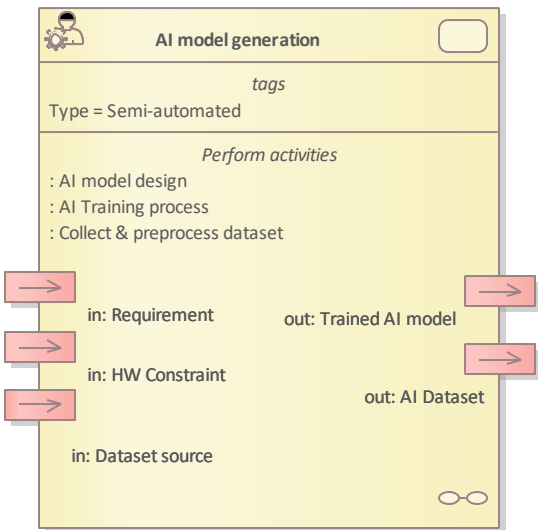 AI model generation
tags
Type = Semi-automated
Perform activities
: AI model design
: AI Training process
: Collect & preprocess dataset
in: Requirement
out: Trained AI model
in: HW Constraint
out: AI Dataset
in: Dataset source